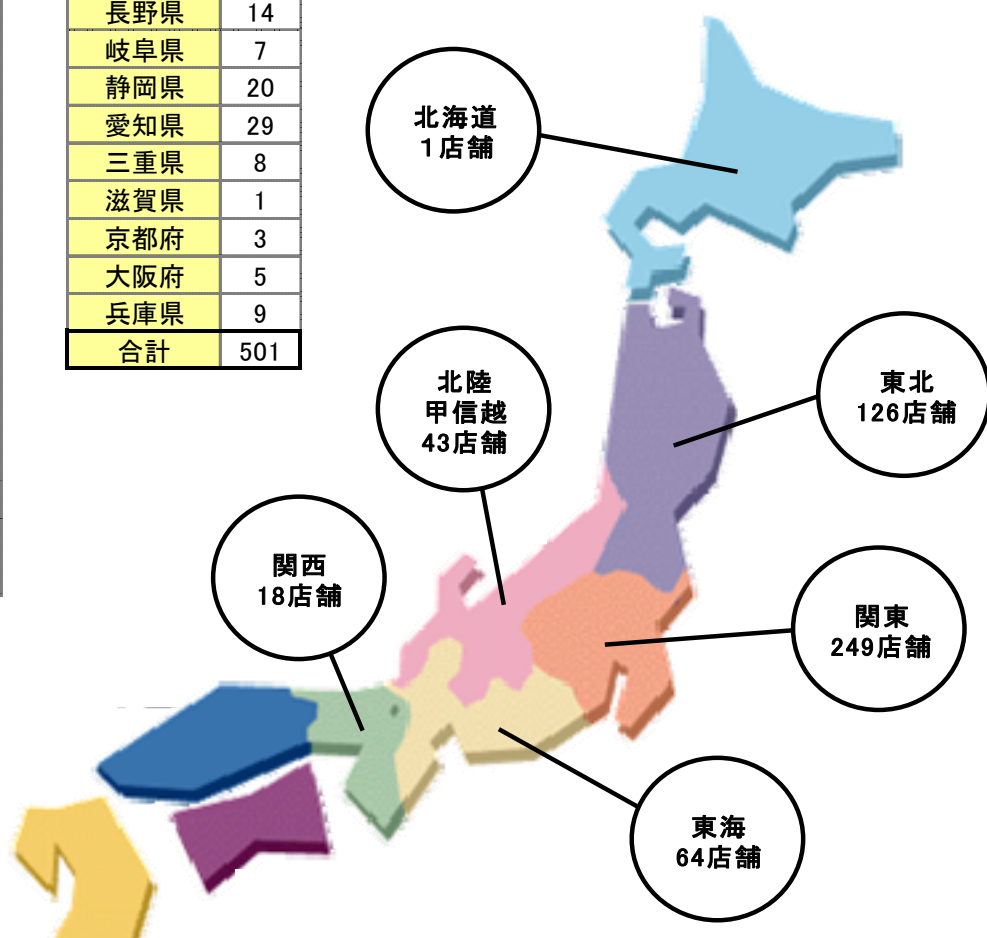 長野県 14
岐阜県 7
静岡県 20
愛知県 29
三重県 8
滋賀県 1
京都府 3
大阪府 5
兵庫県 9
合計 501
北海道
1店舗
北陸
甲信越
43店舗
東北
126店舗
関西
18店舗
関東
249店舗
東海
64店舗